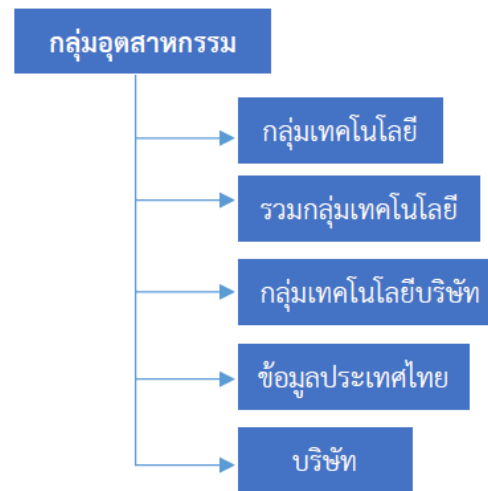 กลุ่มอุตสาหกรรม
กลุ่มเทคโนโลยี
รวมกลุ่มเทคโนโลยี
กลุ่มเทคโนโลยีบริษัท
ข้อมูลประเทศไทย
บริษัท